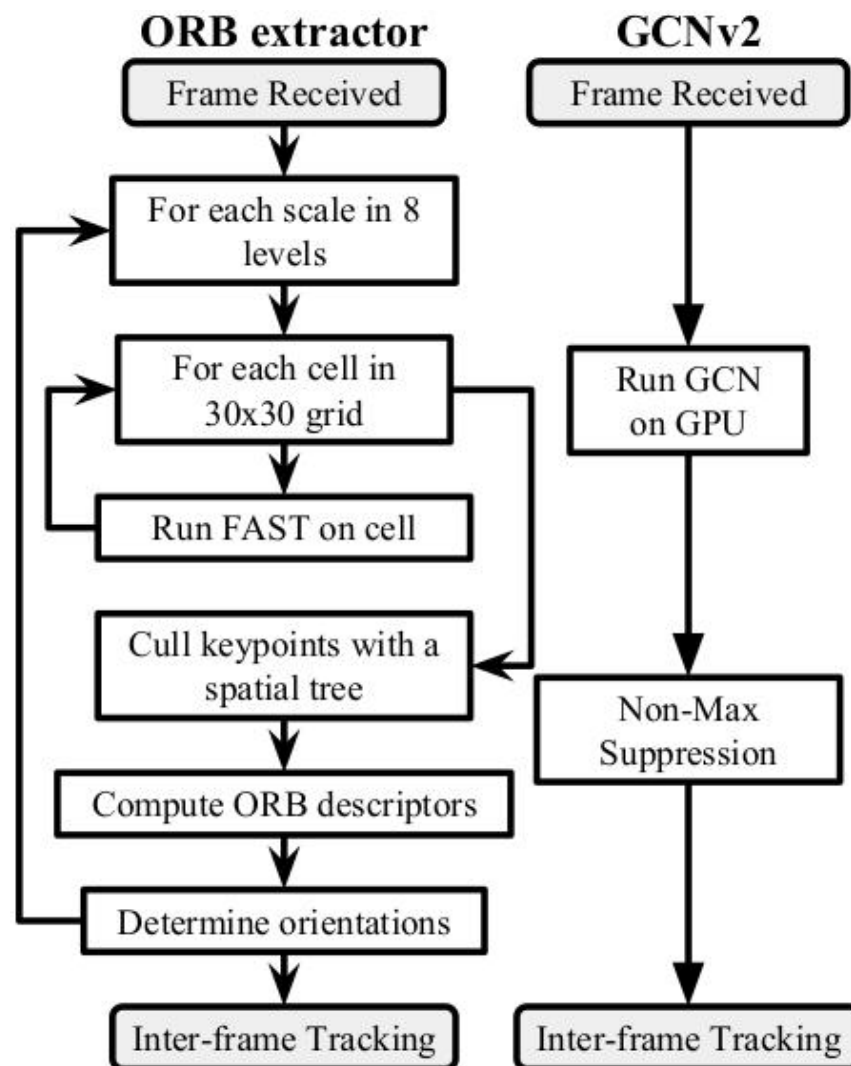 ORB extractor
Frame Received
For each scale in 8
levels
For each cell in
30x30 grid
Run FAST on cell
Cull keypoints with a
spatial tree
Compute ORB descriptors
Determine orientations
Inter-frame Tracking
GCNv2
Frame Received
Run GCN
on GPU
Non-Max
Suppression
Inter-frame Tracking